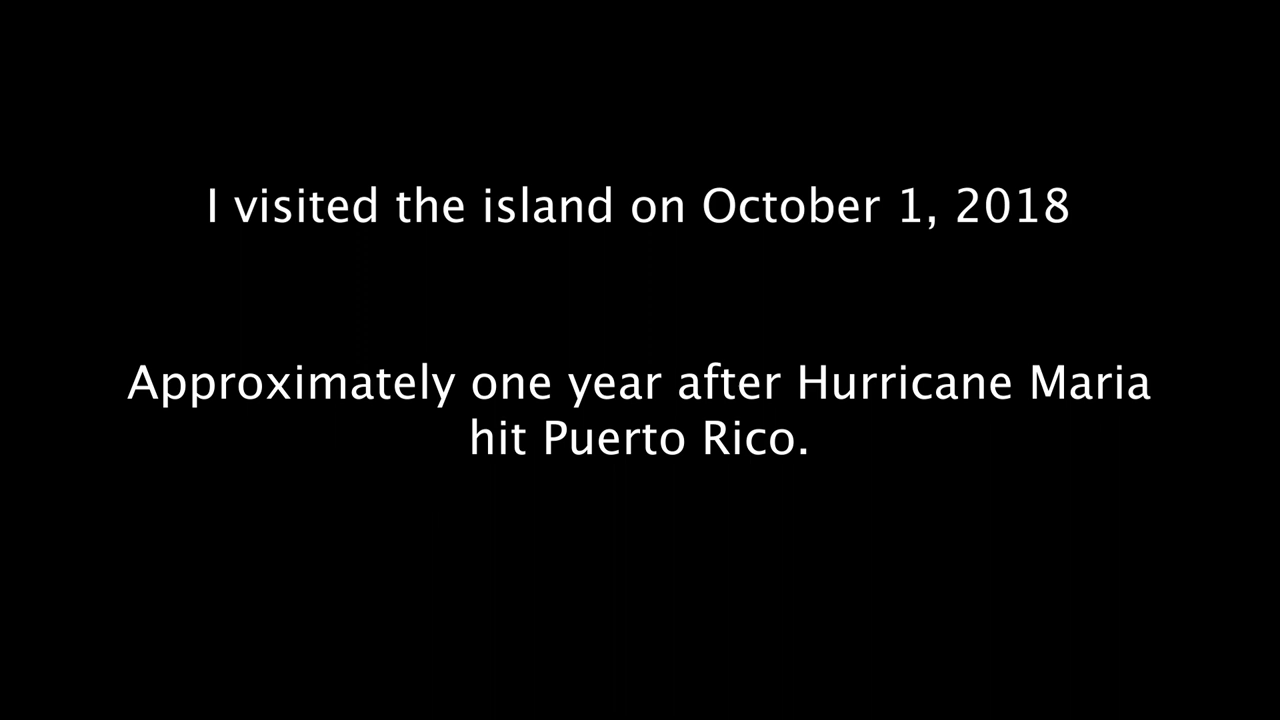 I visited the island on October 1, 2018
Approximately one year after Hurricane Maria
hit Puerto Rico.